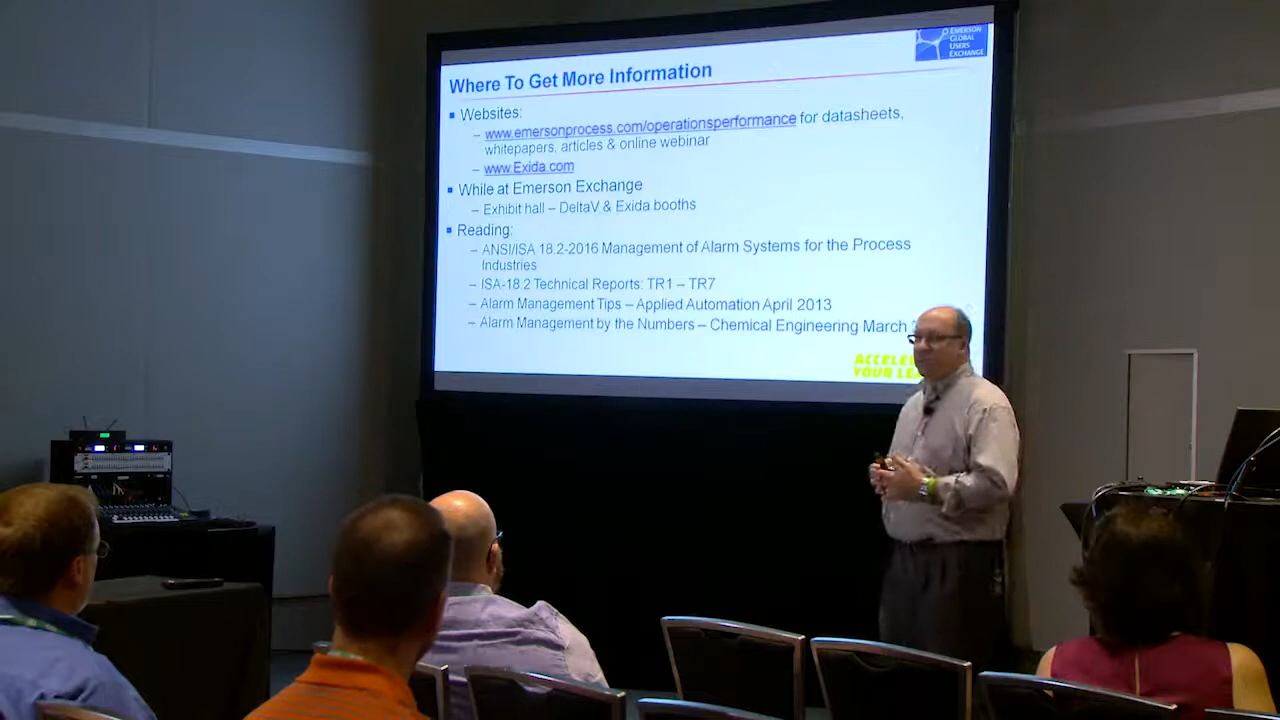 EMERSON
GLOBAL
USERS
EXCHANGE
Where To Get More Information
▪ Websites:
– www.emersonprocess.com/operationsperformance for datasheets,
whitepapers, articles & online webinar
– www.Exida.com
▪ While at Emerson Exchange
– Exhibit hall – DeltaV & Exida booths
▪ Reading:
– ANSI/ISA 18.2-2016 Management of Alarm Systems for the Process
Industries
– ISA-18.2 Technical Reports: TR1 – TR7
– Alarm Management Tips – Applied Automation April 2013
– Alarm Management by the Numbers – Chemical Engineering March
YOUR